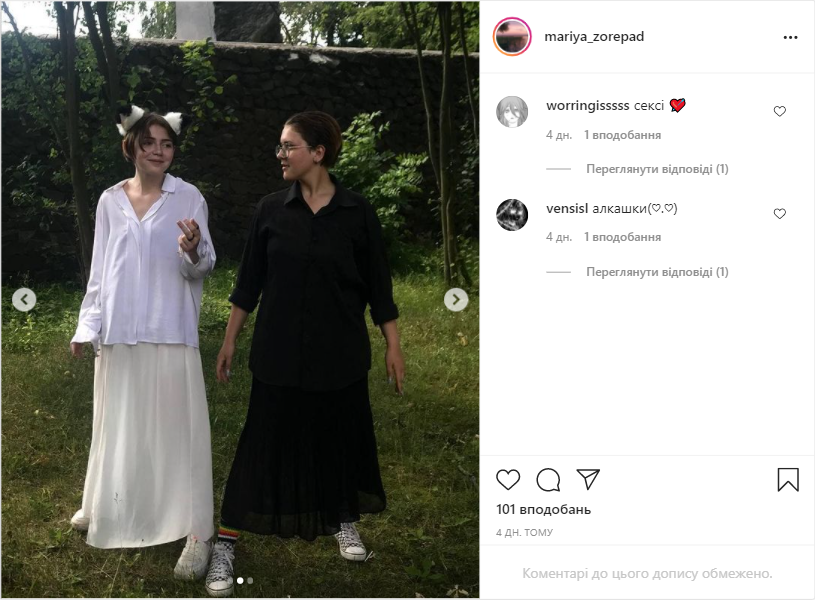 mariya_zorepad
worringisssss сексі 💘
4 дн. 1 вподобання
Переглянути відповіді (1)
vensisl алкашки(♡.♡)
4 дн. 1 вподобання
Переглянути відповіді (1)
101 вподобань
4 ДН. ТОМУ
Коментарі до цього допису обмежено.